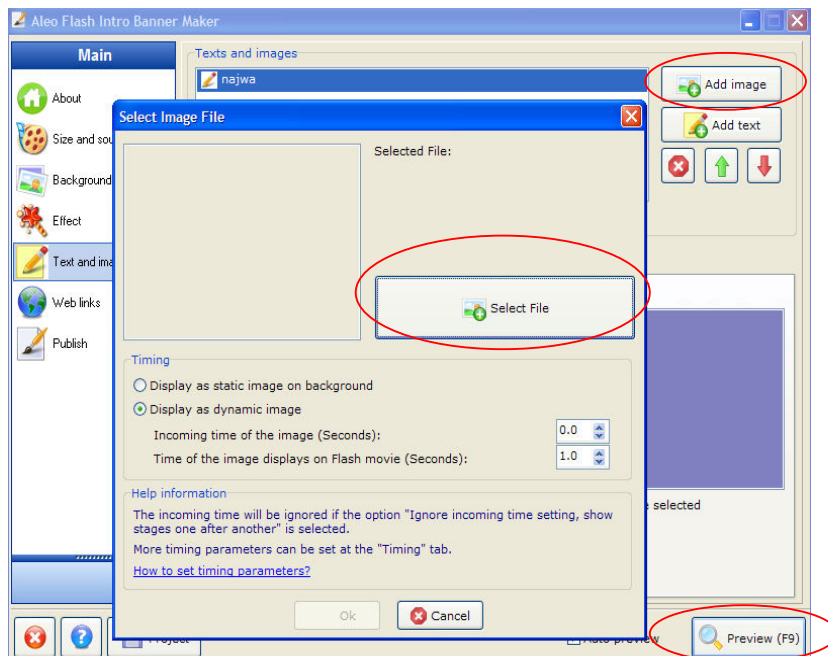 Aleo Flash Intro Banner Maker
Main
About
Size and sou
Background
Effect
Text and ima
Web links
Publish
Texts and images
najwa
Add image
Add text
Select Image File
Selected File:
Select File
Timing
Display as static image on background
Display as dynamic image
Incoming time of the image (Seconds):
0.0
Time of the image displays on Flash movie (Seconds):
1.0
Help information
The incoming time will be ignored if the option "Ignore incoming time setting, show
stages one after another" is selected.
More timing parameters can be set at the "Timing" tab.
How to set timing parameters?
Ok
Cancel
selected
Project
Auto preview
Preview (F9)